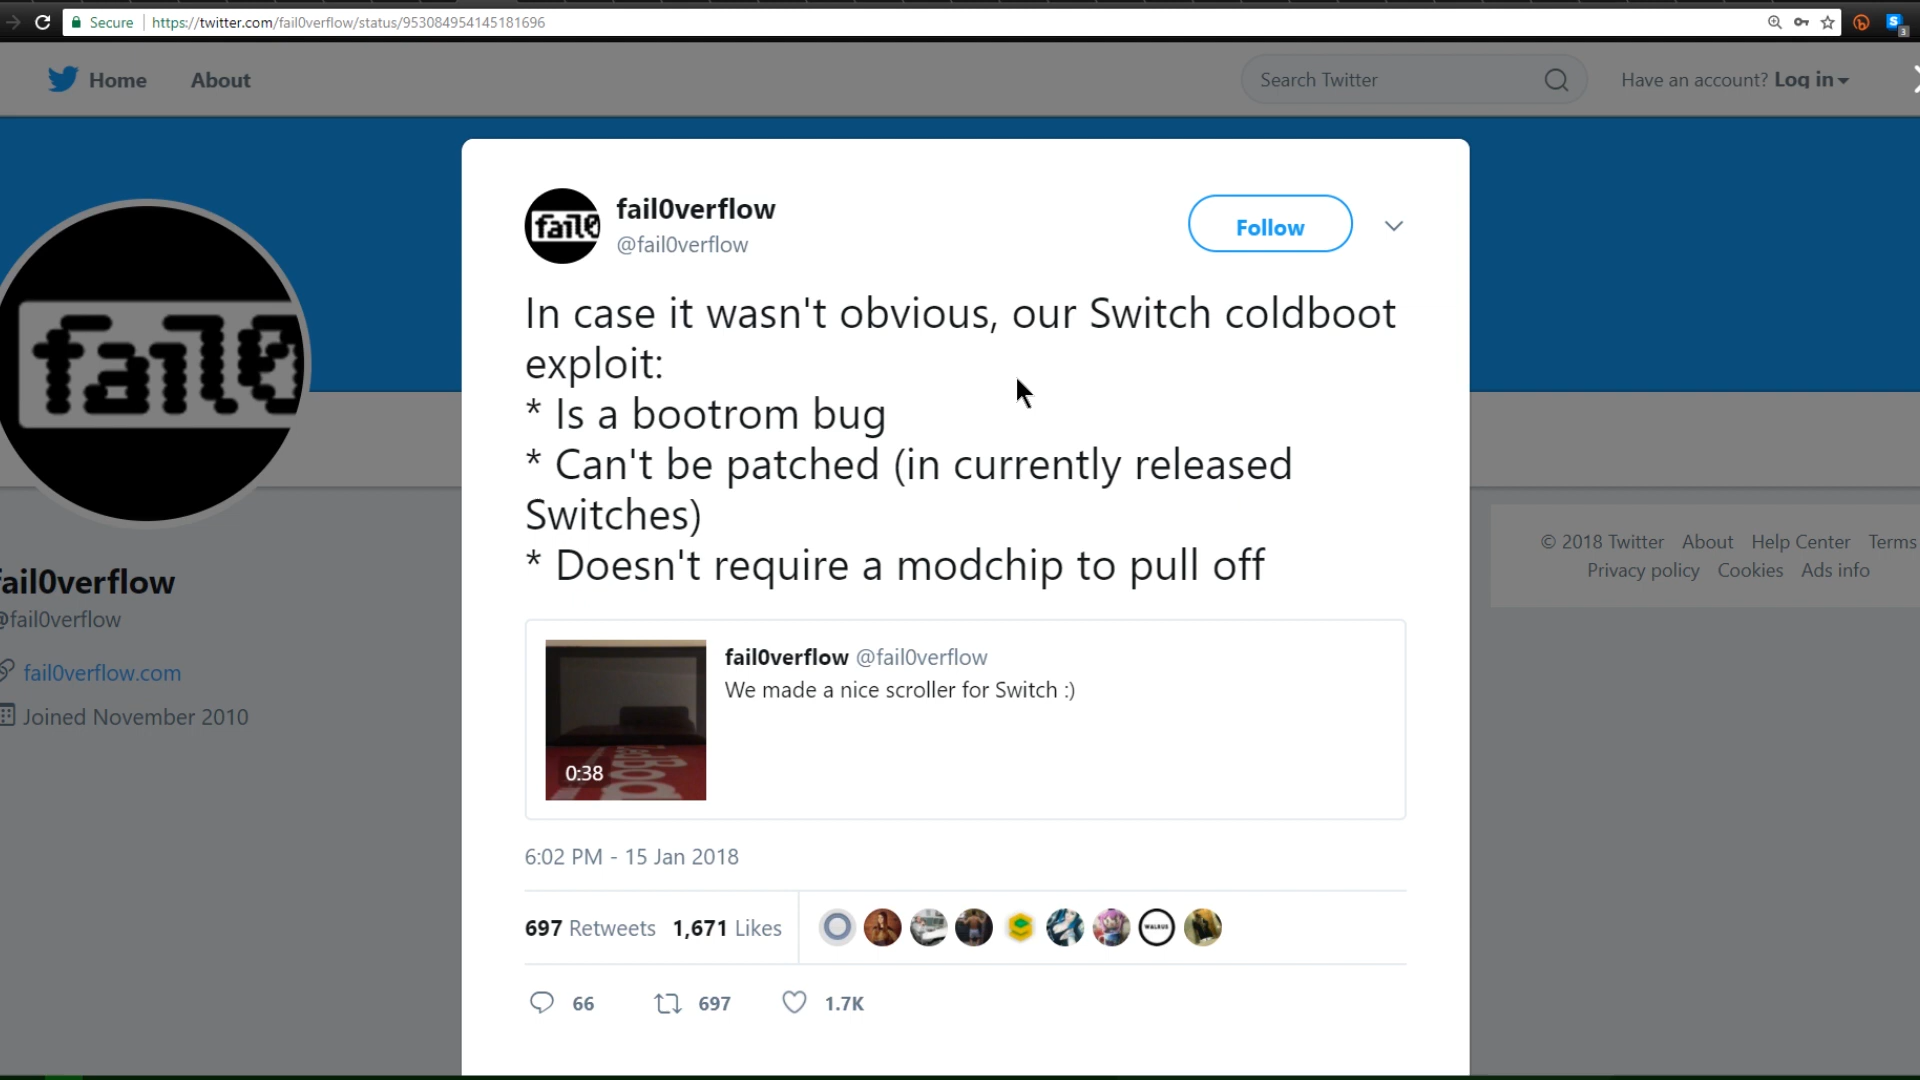 Secure https://twitter.com/fail0verflow/status/953084954145181696
Home About Search Twitter Have an account? Log in
fail0verflow
@fail0verflow
Follow
In case it wasn't obvious, our Switch coldboot
exploit:
* Is a bootrom bug
* Can't be patched (in currently released
Switches)
* Doesn't require a modchip to pull off
fail0verflow @fail0verflow
We made a nice scroller for Switch :)
0:38
6:02 PM - 15 Jan 2018
697 Retweets 1,671 Likes
WALRUS
66 697 1.7K
fail0
fail0
fail0verflow
@fail0verflow
fail0verflow.com
Joined November 2010
© 2018 Twitter About Help Center Terms
Privacy policy Cookies Ads info